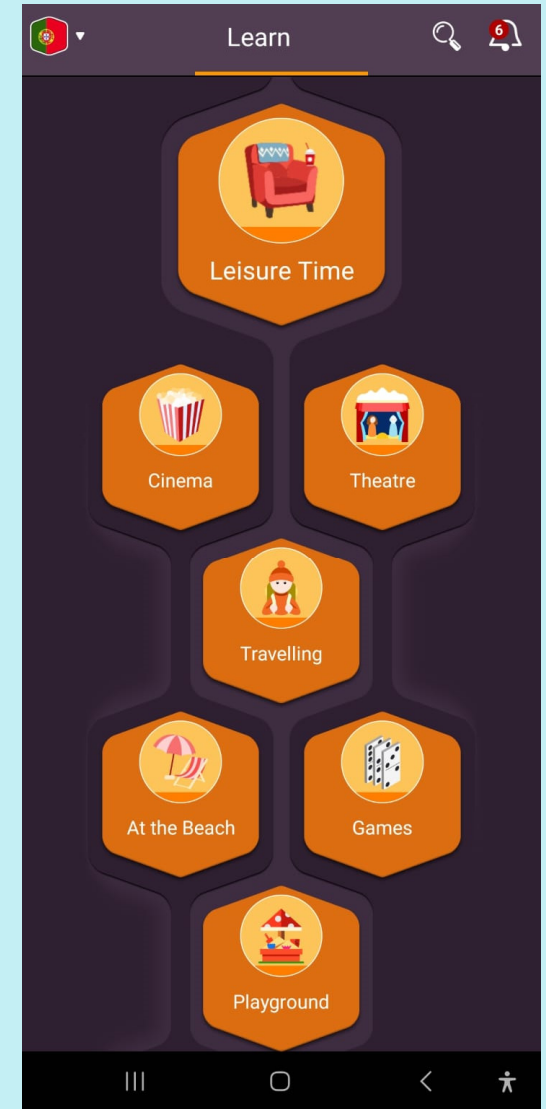 Learn
6
Leisure Time
Cinema
Theatre
Travelling
At the Beach
Games
Playground